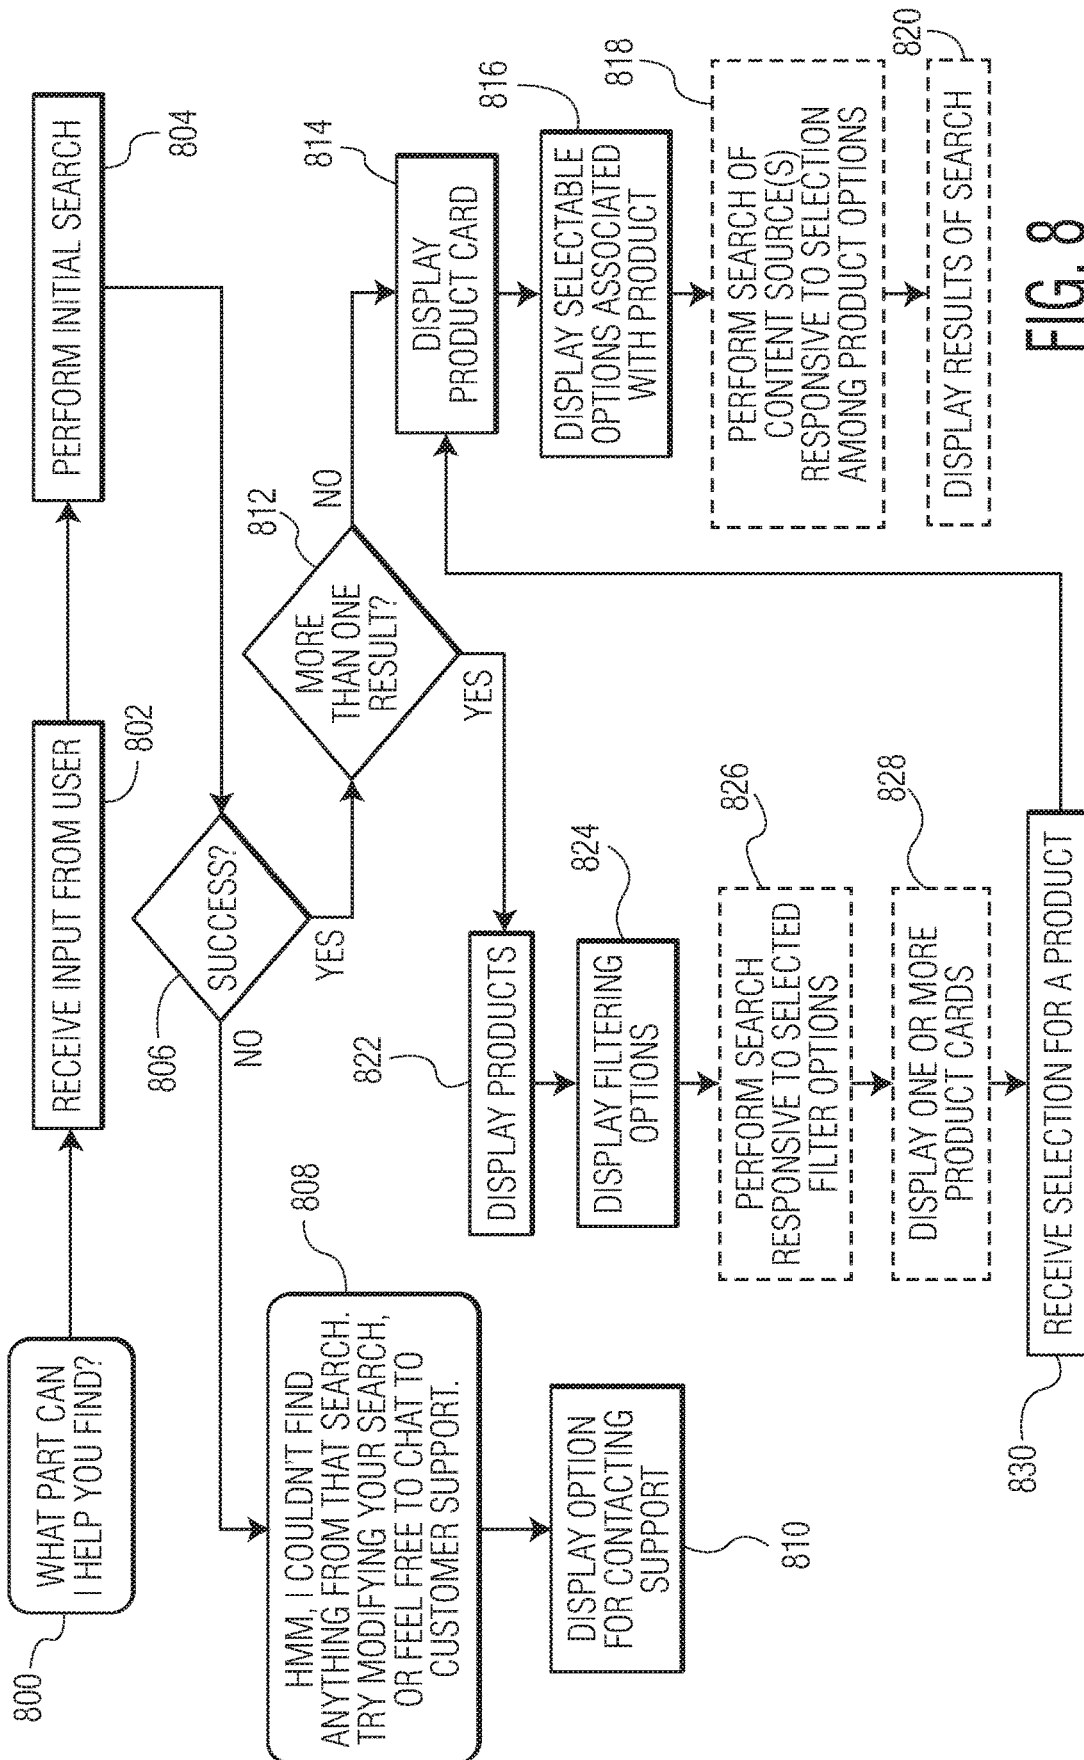 800
WHAT PART CAN
I HELP YOU FIND?
RECEIVE INPUT FROM USER
802
PERFORM INITIAL SEARCH
804
806
SUCCESS?
NO
YES
808
HMM, I COULDN'T FIND
ANYTHING FROM THAT SEARCH.
TRY MODIFYING YOUR SEARCH,
OR FEEL FREE TO CHAT TO
CUSTOMER SUPPORT.
DISPLAY OPTION
FOR CONTACTING
SUPPORT
810
812
MORE
THAN ONE
RESULT?
NO
YES
814
DISPLAY
PRODUCT CARD
816
DISPLAY SELECTABLE
OPTIONS ASSOCIATED
WITH PRODUCT
818
PERFORM SEARCH OF
CONTENT SOURCE(S)
RESPONSIVE TO SELECTION
AMONG PRODUCT OPTIONS
820
DISPLAY RESULTS OF SEARCH
822
DISPLAY PRODUCTS
824
DISPLAY FILTERING
OPTIONS
826
PERFORM SEARCH
RESPONSIVE TO SELECTED
FILTER OPTIONS
828
DISPLAY ONE OR MORE
PRODUCT CARDS
830
RECEIVE SELECTION FOR A PRODUCT
FIG. 8